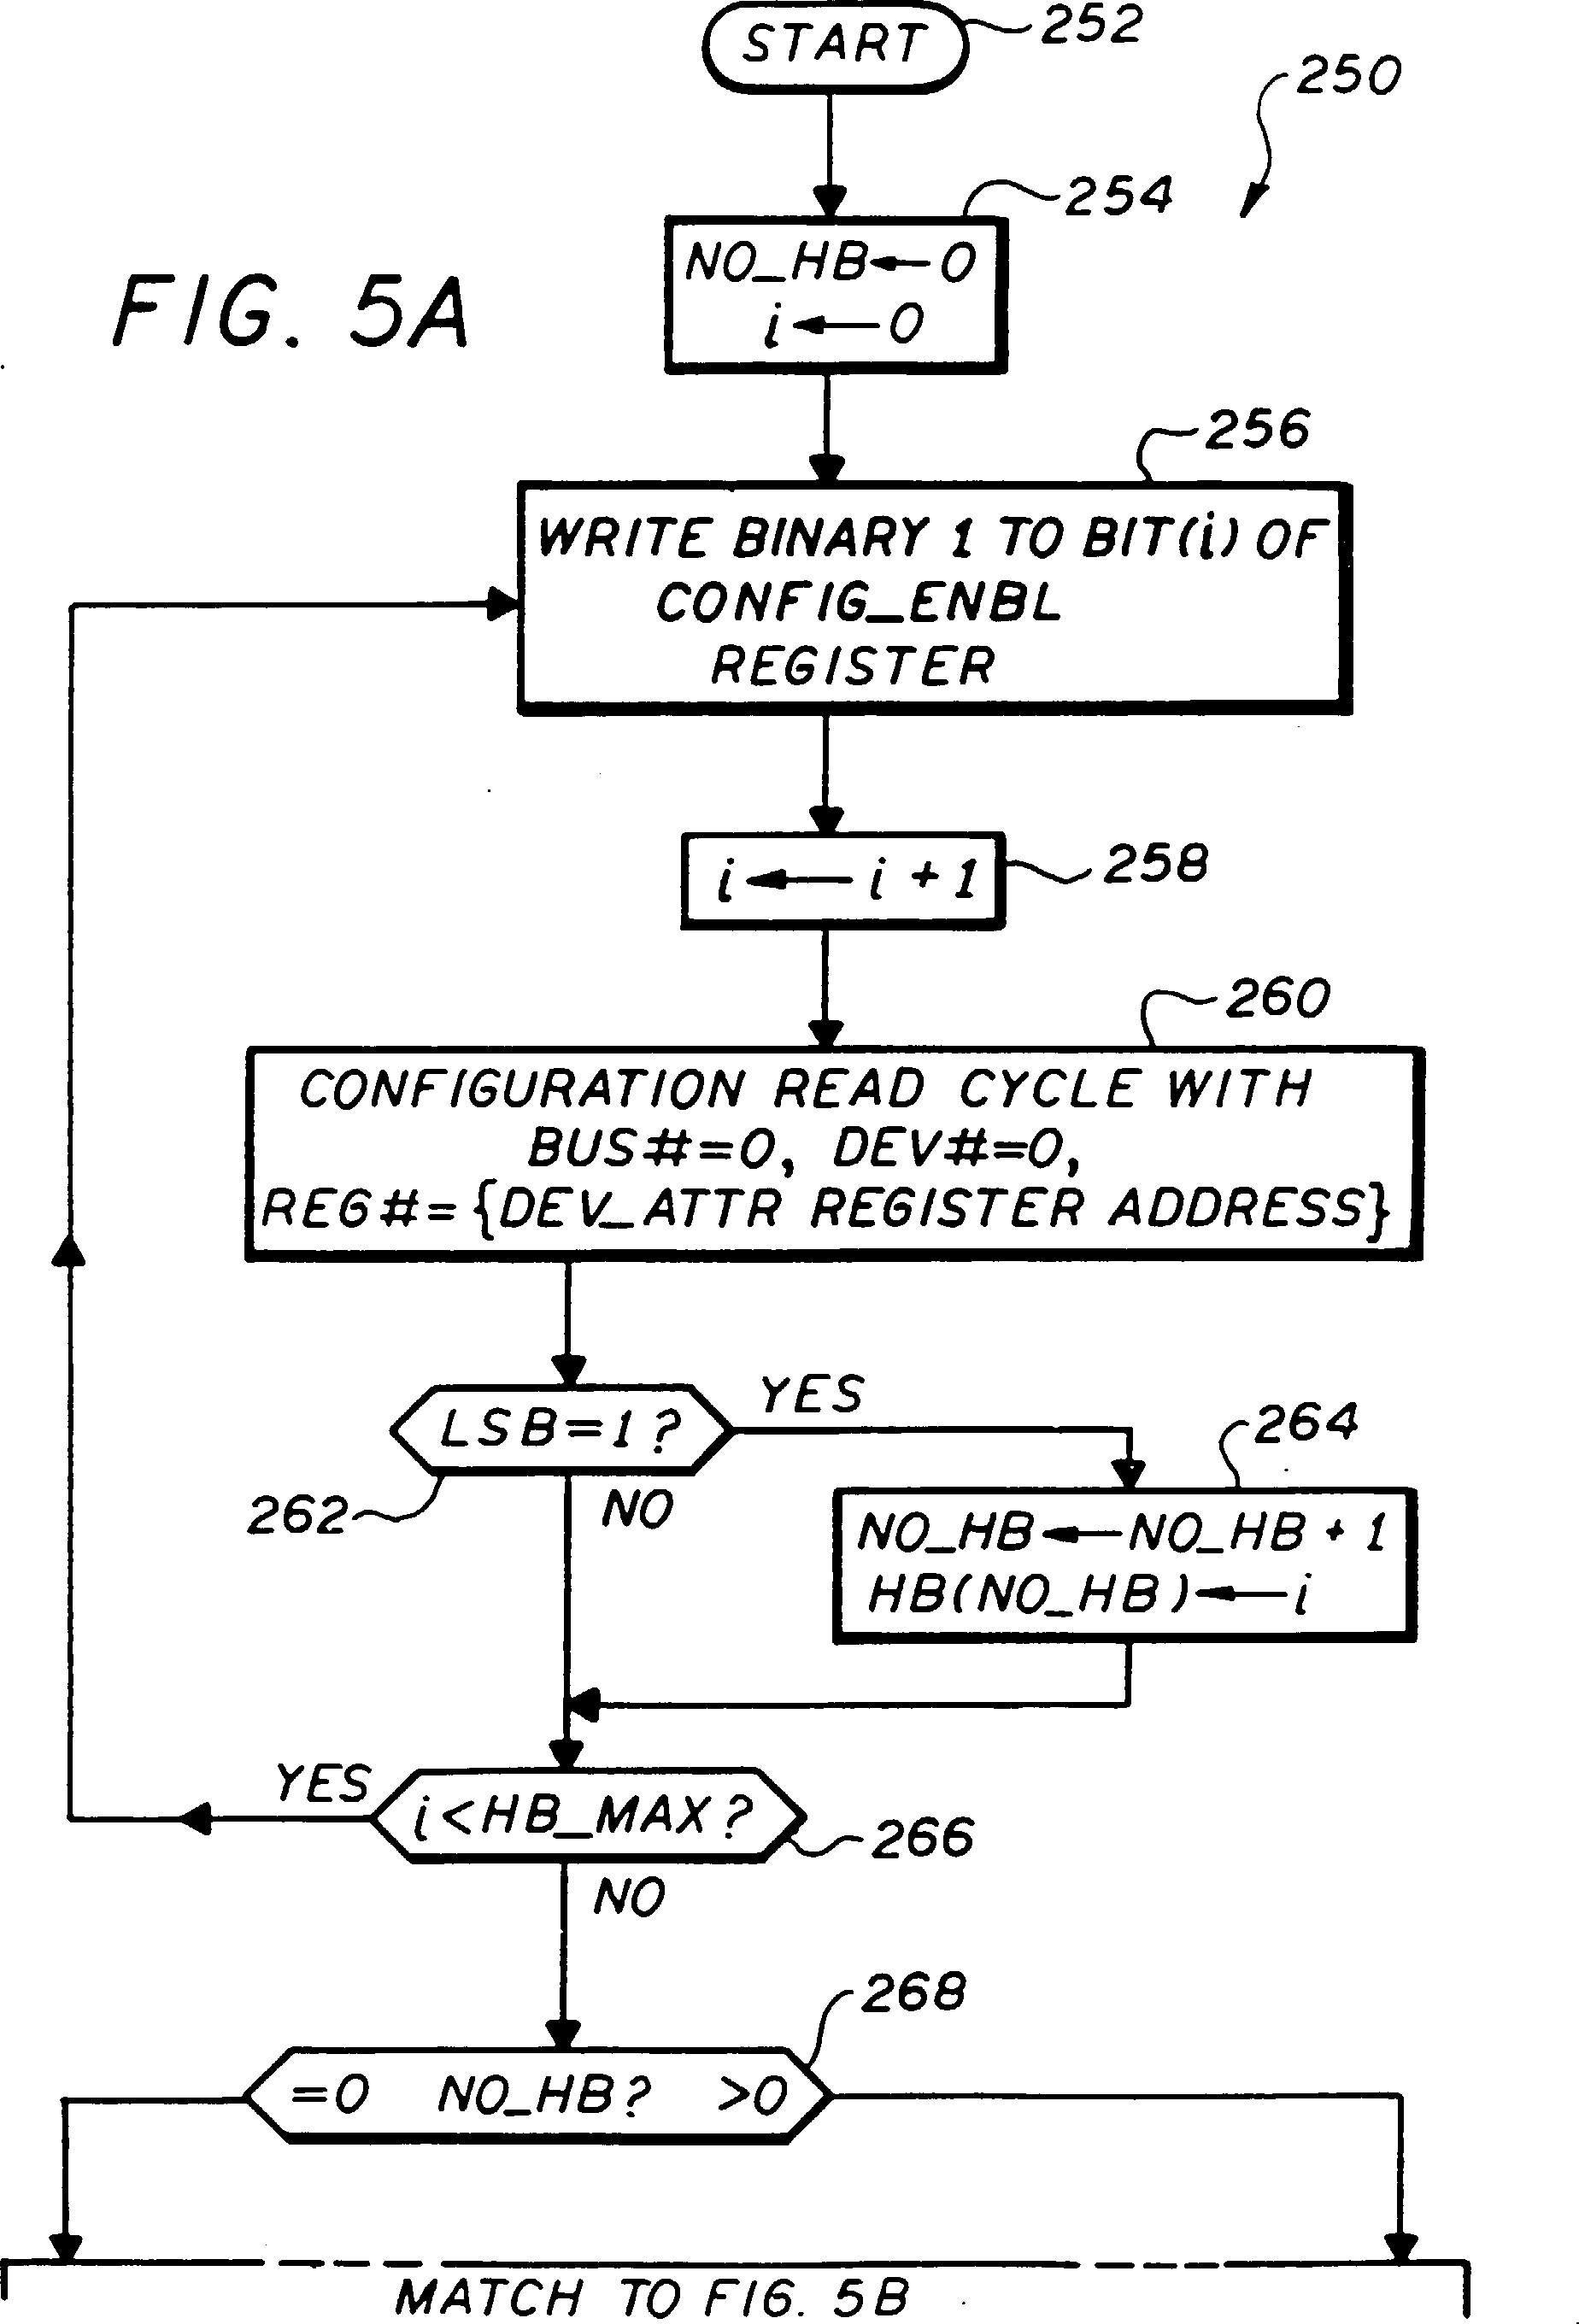 START
252
250
254
NO_HB←0
i←0
FIG. 5A
256
WRITE BINARY 1 TO BIT(i) OF
CONFIG_ENBL
REGISTER
i←i + 1
258
260
CONFIGURATION READ CYCLE WITH
BUS#=0, DEV#=0,
REG#={DEV_ATTR REGISTER ADDRESS}
LSB=1?
YES
264
262
NO
NO_HB←NO_HB + 1
HB(NO_HB)←i
YES
i<HB_MAX?
266
NO
268
=0 NO_HB? >0
MATCH TO FIG. 5B